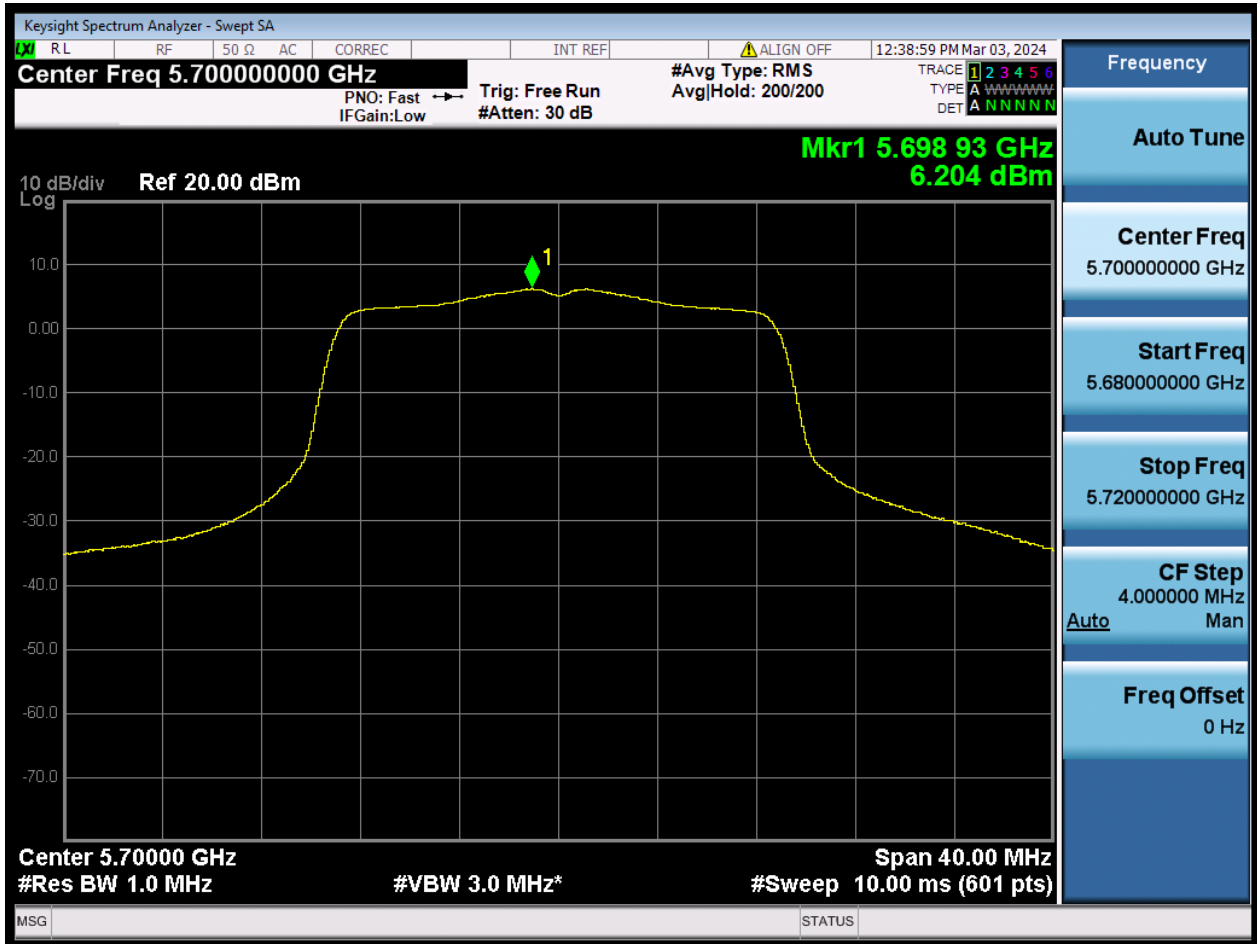 Keysight Spectrum Analyzer - Swept SA
LXI RL RF 50 Ω AC CORREC INT REF ALIGN OFF 12:38:59 PM Mar 03, 2024
Center Freq 5.700000000 GHz
PNO: Fast
IFGain:Low
Trig: Free Run
#Atten: 30 dB
#Avg Type: RMS
Avg|Hold: 200/200
TRACE 1 2 3 4 5 6
TYPE A WWWWW
DET A N N N N N
Mkr1 5.698 93 GHz
6.204 dBm
10 dB/div Ref 20.00 dBm
Log
1
10.0
0.00
-10.0
-20.0
-30.0
-40.0
-50.0
-60.0
-70.0
Center 5.70000 GHz Span 40.00 MHz
#Res BW 1.0 MHz #VBW 3.0 MHz* #Sweep 10.00 ms (601 pts)
MSG STATUS
Frequency
Auto Tune
Center Freq
5.700000000 GHz
Start Freq
5.680000000 GHz
Stop Freq
5.720000000 GHz
CF Step
4.000000 MHz
Auto Man
Freq Offset
0 Hz